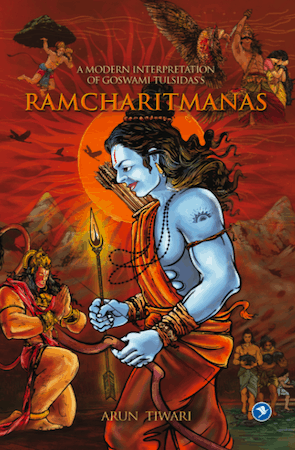 A MODERN INTERPRETATION
OF GOSWAMI TULSIDAS'S
RAMCHARITMANAS
ARUN TIWARI